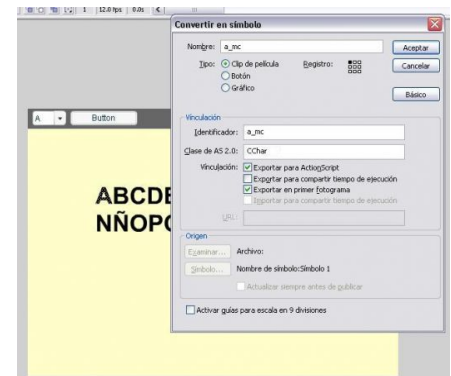 1 12.0 fps 0.0s
Convertir en símbolo
Nombre: a_mc
Aceptar
Tipo: Clip de película Registro:
Cancelar
Botón
Gráfico
Básico
A Button
Vinculación
Identificador: a_mc
Clase de AS 2.0: CChar
Vinculación: Exportar para ActionScript
Exportar para compartir tiempo de ejecución
Exportar en primer fotograma
Importar para compartir tiempo de ejecución
URL:
ABCDE
NÑOP
Origen
Examinar... Archivo:
Símbolo... Nombre de símbolo:Símbolo 1
Actualizar siempre antes de publicar
Activar guías para escala en 9 divisiones